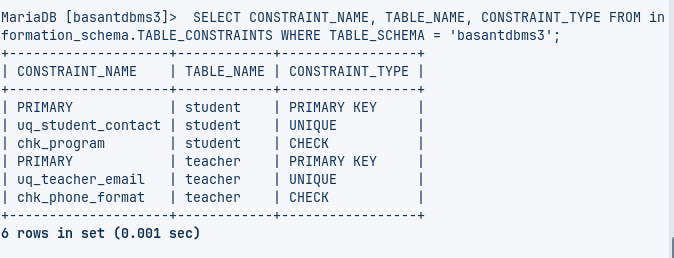 MariaDB [basantdbms3]>  SELECT CONSTRAINT_NAME, TABLE_NAME, CONSTRAINT_TYPE FROM in
formation_schema.TABLE_CONSTRAINTS WHERE TABLE_SCHEMA = 'basantdbms3';
+--------------------+------------+-----------------+
| CONSTRAINT_NAME    | TABLE_NAME | CONSTRAINT_TYPE |
+--------------------+------------+-----------------+
| PRIMARY            | student    | PRIMARY KEY     |
| uq_student_contact | student    | UNIQUE          |
| chk_program        | student    | CHECK           |
| PRIMARY            | teacher    | PRIMARY KEY     |
| uq_teacher_email   | teacher    | UNIQUE          |
| chk_phone_format   | teacher    | CHECK           |
+--------------------+------------+-----------------+
6 rows in set (0.001 sec)